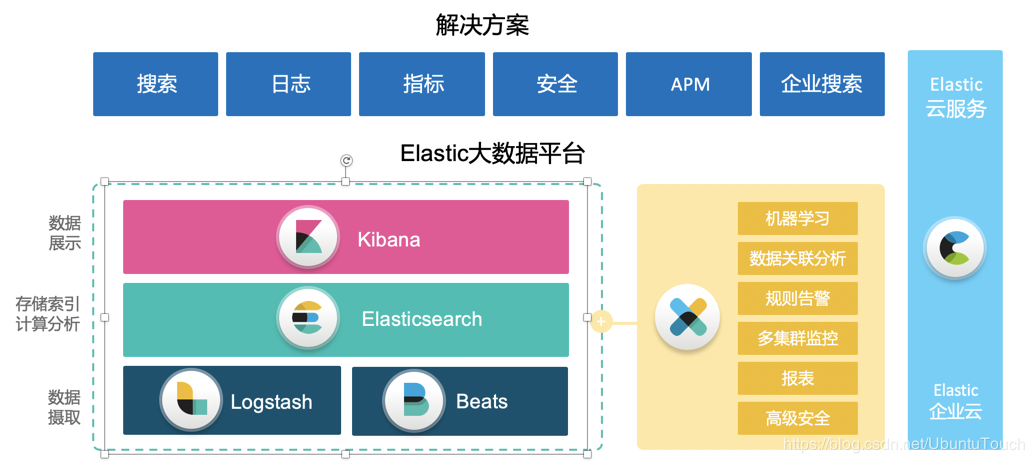 解决方案
搜索
日志
指标
安全
APM
企业搜索
Elastic
云服务
Elastic大数据平台
数据
展示
Kibana
存储索引
计算分析
Elasticsearch
数据
摄取
Logstash
Beats
+
机器学习
数据关联分析
规则告警
多集群监控
报表
高级安全
Elastic
企业云
https://blog.csdn.net/UbuntuTouch